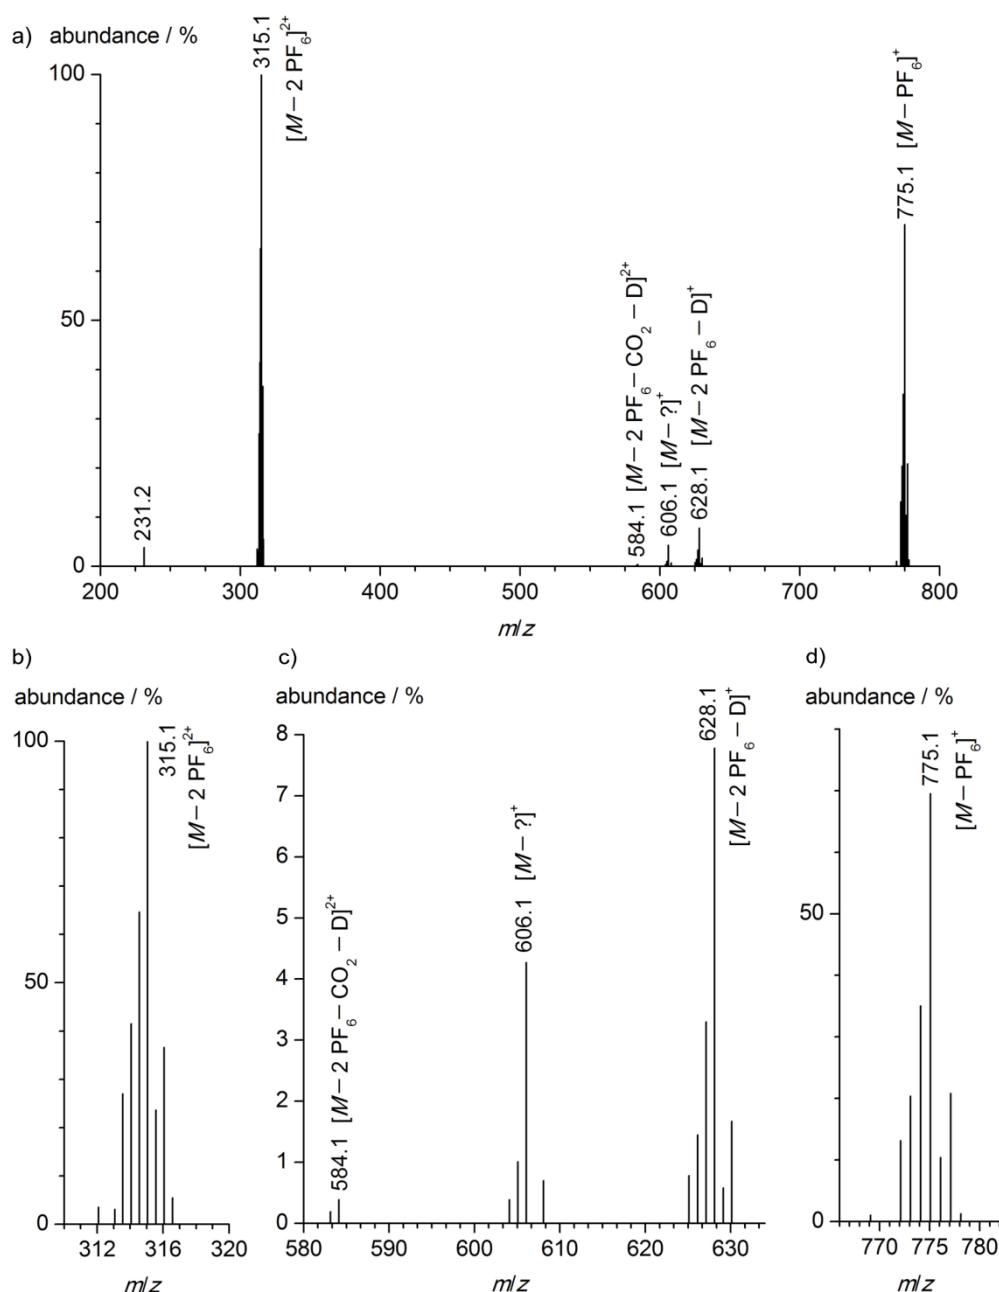 a) abundance / %
315.1
[M − 2 PF6]2+
775.1 [M − PF6]+
584.1 [M − 2 PF6 − CO2 − D]2+
606.1 [M − ?]+
628.1 [M − 2 PF6 − D]+
231.2
100
50
0
200 300 400 500 600 700 800
m/z
b)
abundance / %
315.1
[M − 2 PF6]2+
100
50
0
312 316 320
m/z
c)
abundance / %
584.1 [M − 2 PF6 − CO2 − D]2+
606.1 [M − ?]+
628.1
[M − 2 PF6 − D]+
8
7
6
5
4
3
2
1
0
580 590 600 610 620 630
m/z
d)
abundance / %
775.1
[M − PF6]+
50
0
770 775 780
m/z